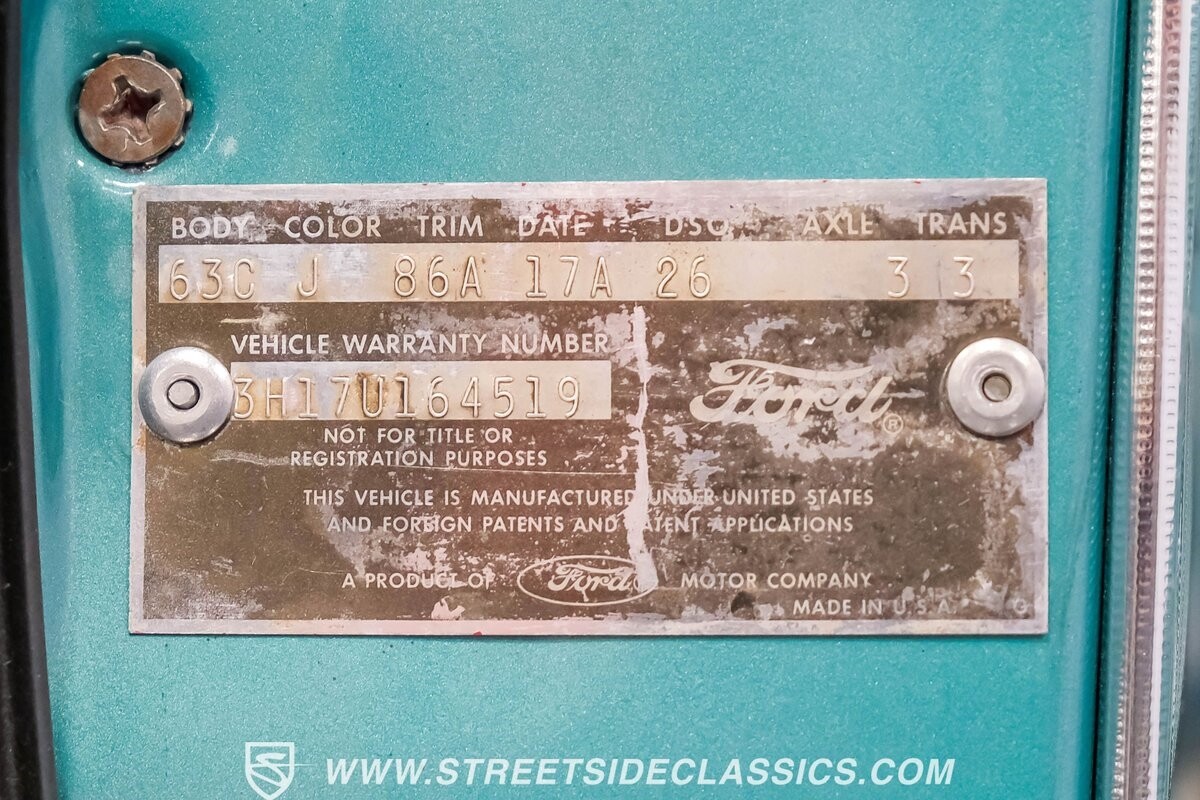 BODY COLOR TRIM DATE DSO AXLE TRANS
63C J 86A 17A 26 3 3
VEHICLE WARRANTY NUMBER
3H17U164519
Ford ®
NOT FOR TITLE OR
REGISTRATION PURPOSES
THIS VEHICLE IS MANUFACTURED UNDER UNITED STATES
AND FOREIGN PATENTS AND PATENT APPLICATIONS
A PRODUCT OF Ford MOTOR COMPANY
MADE IN U.S.A.
WWW.STREETSIDECLASSICS.COM